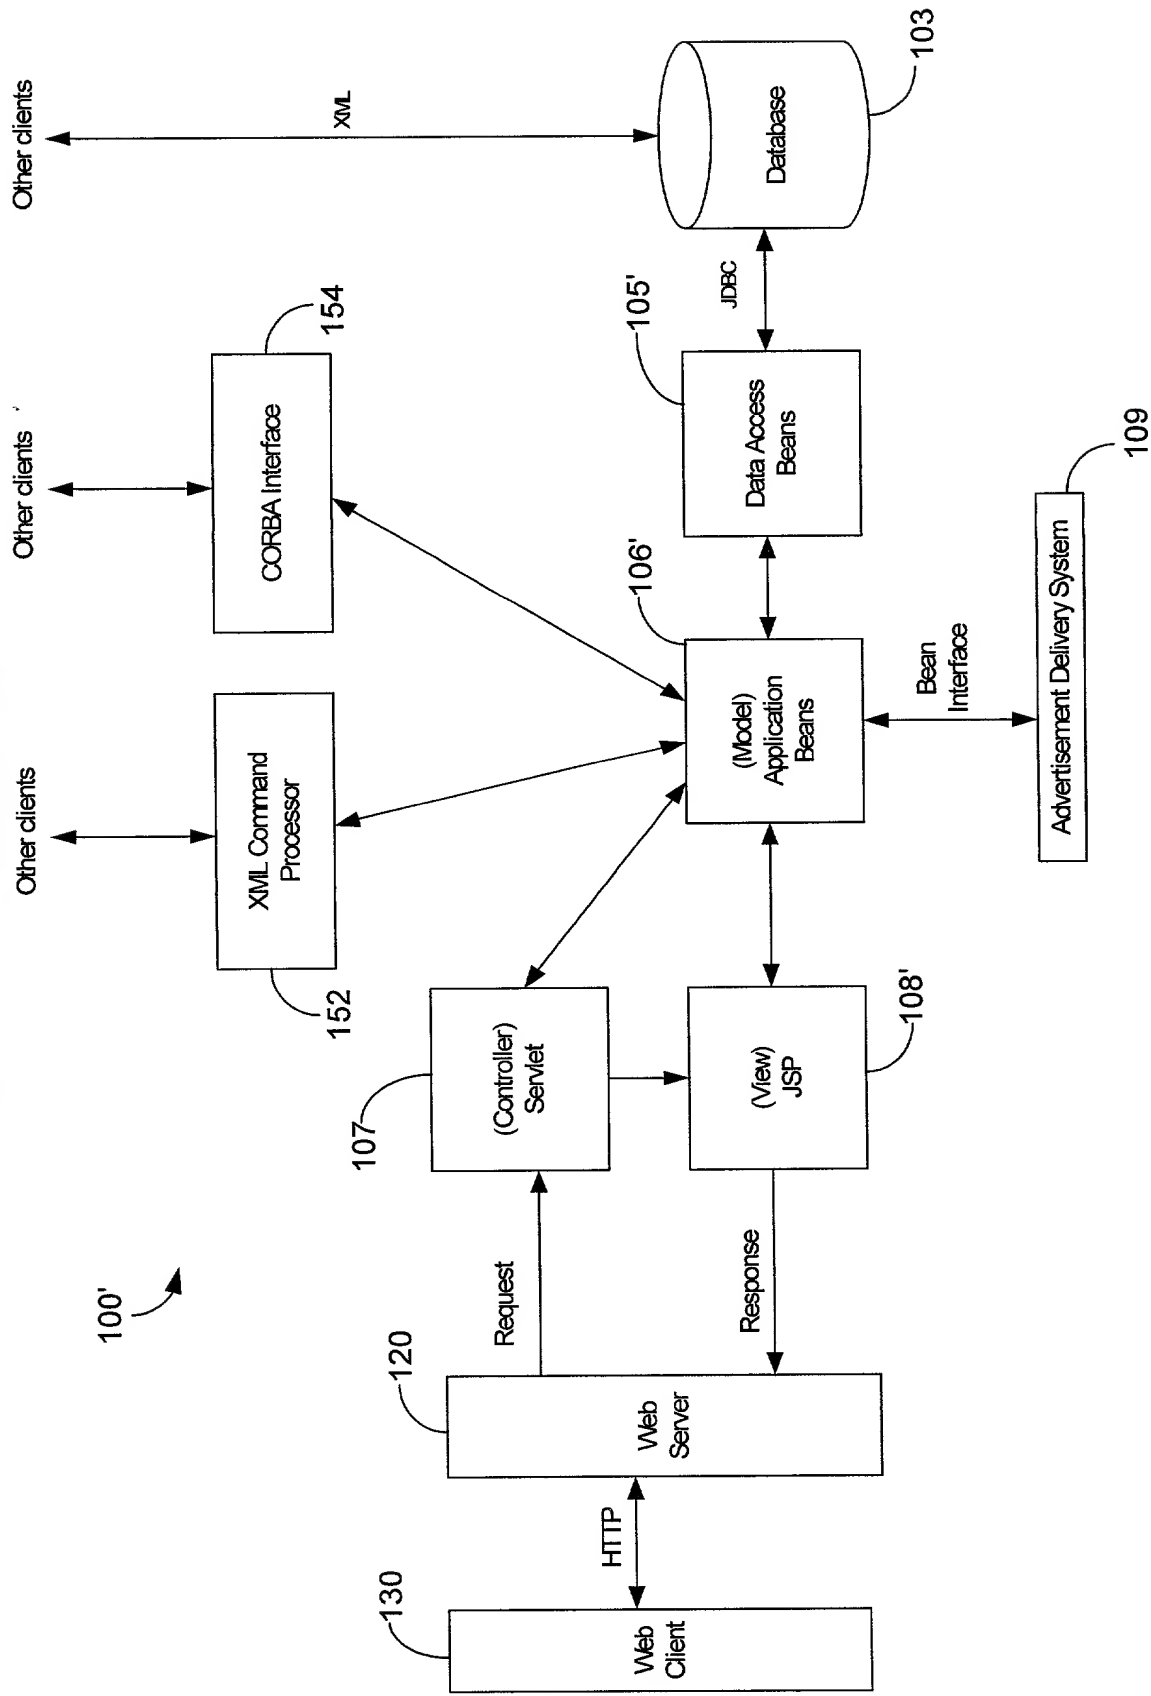 Other clients
Other clients
Other clients
XML Command
Processor
152
CORBA Interface
154
XML
100'
107
(Controller)
Servlet
Request
120
130
Web
Client
HTTP
Web
Server
Response
(View)
JSP
108'
106'
(Model)
Application
Beans
105'
Data Access
Beans
JDBC
Database
103
Bean
Interface
Advertisement Delivery System
109